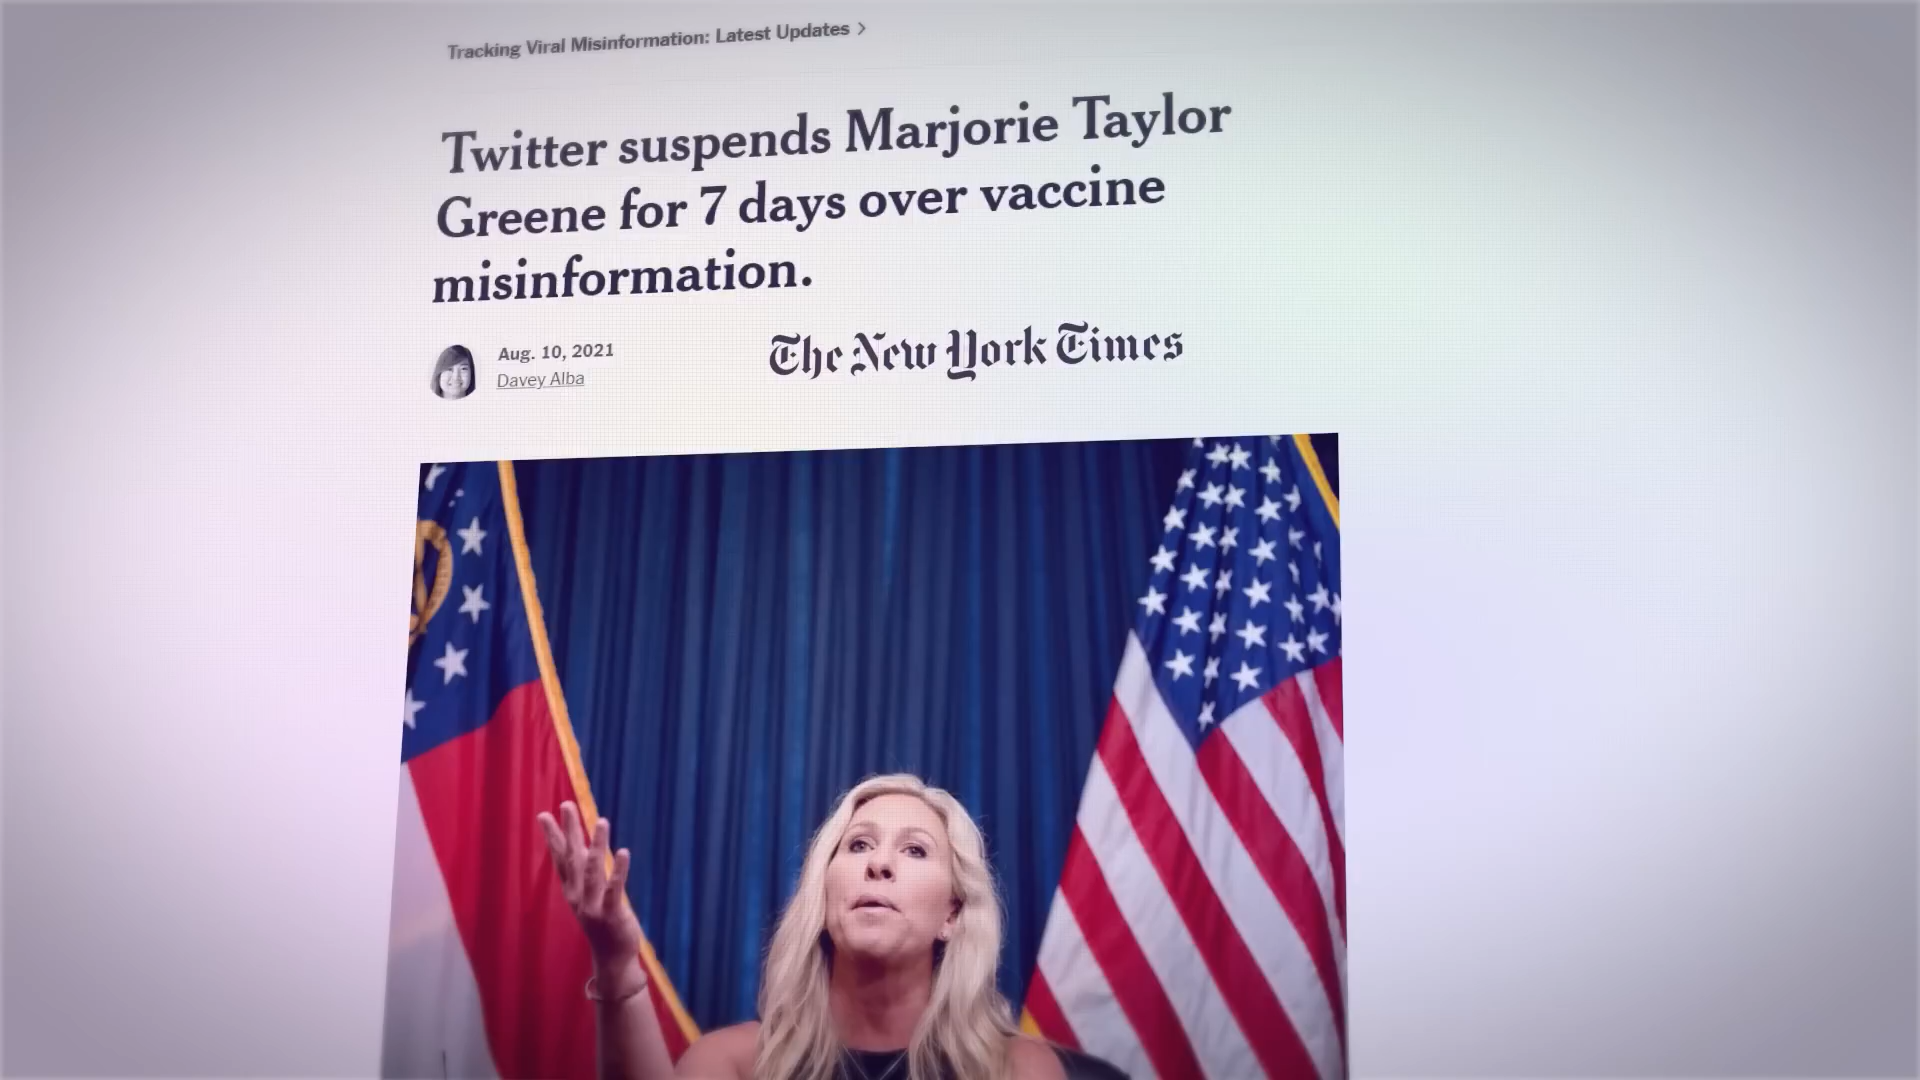 Tracking Viral Misinformation: Latest Updates >
Twitter suspends Marjorie Taylor
Greene for 7 days over vaccine
misinformation.
Aug. 10, 2021
Davey Alba
The New York Times